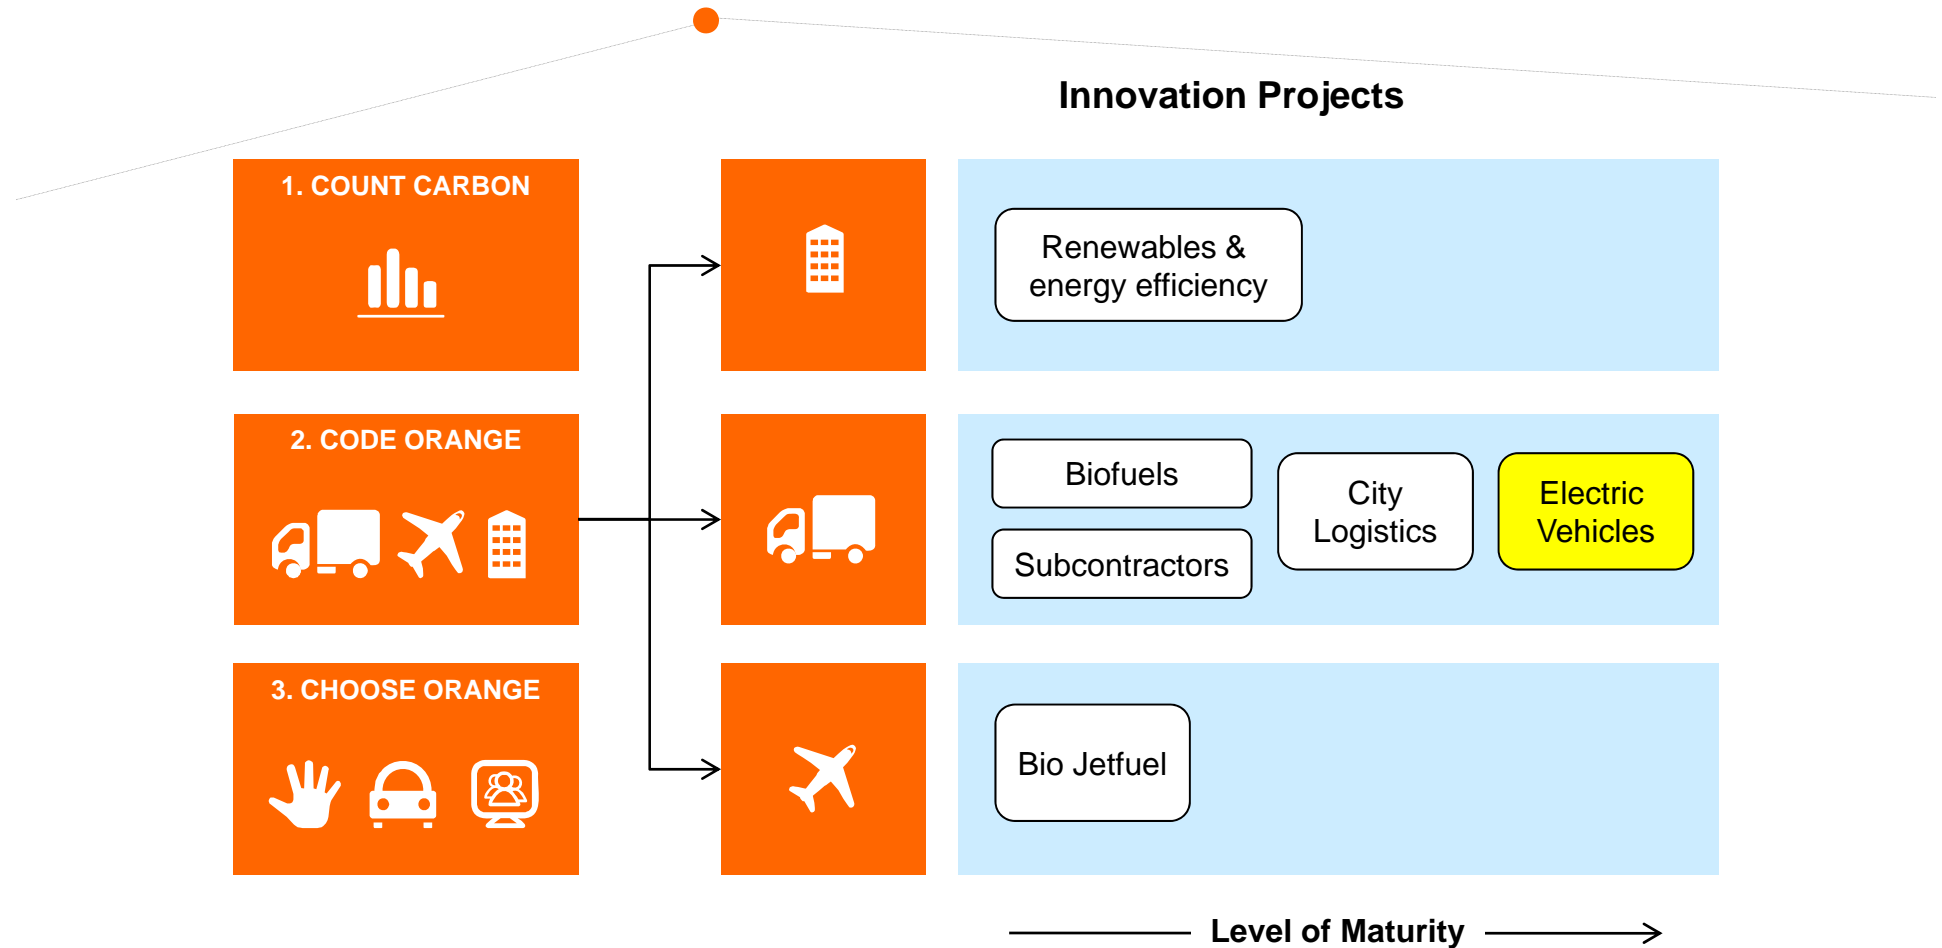 Innovation Projects
1. COUNT CARBON
Renewables &
energy efficiency
2. CODE ORANGE
Biofuels
Subcontractors
City
Logistics
Electric
Vehicles
3. CHOOSE ORANGE
Bio Jetfuel
Level of Maturity